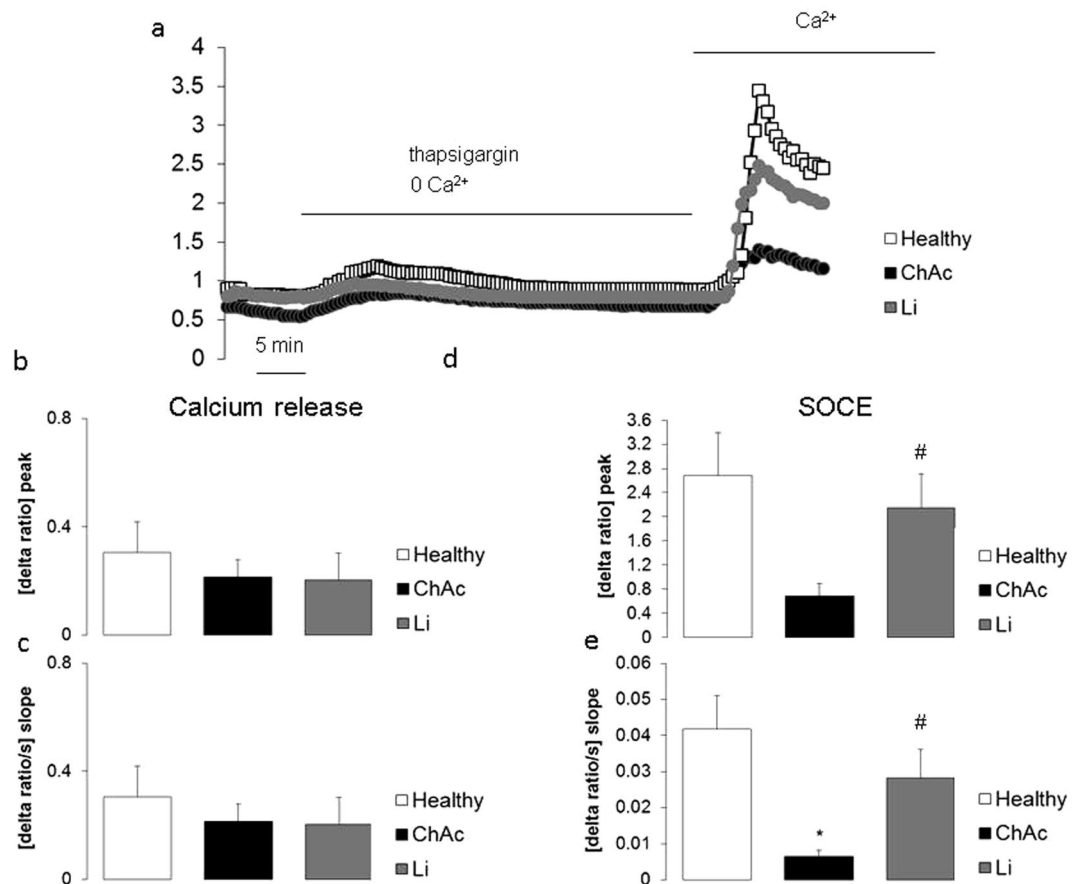 a
Ca²⁺
4
3.5
3
2.5
2
1.5
1
0.5
0
thapsigargin
0 Ca²⁺
Healthy
ChAc
Li
5 min
b
Calcium release
0.8
0.4
0
[delta ratio] peak
Healthy
ChAc
Li
d
SOCE
3.6
3.2
2.8
2.4
2
1.6
1.2
0.8
0.4
0
[delta ratio] peak
#
Healthy
ChAc
Li
c
0.8
0.4
0
[delta ratio/s] slope
Healthy
ChAc
Li
e
0.06
0.05
0.04
0.03
0.02
0.01
0
[delta ratio/s] slope
*
#
Healthy
ChAc
Li